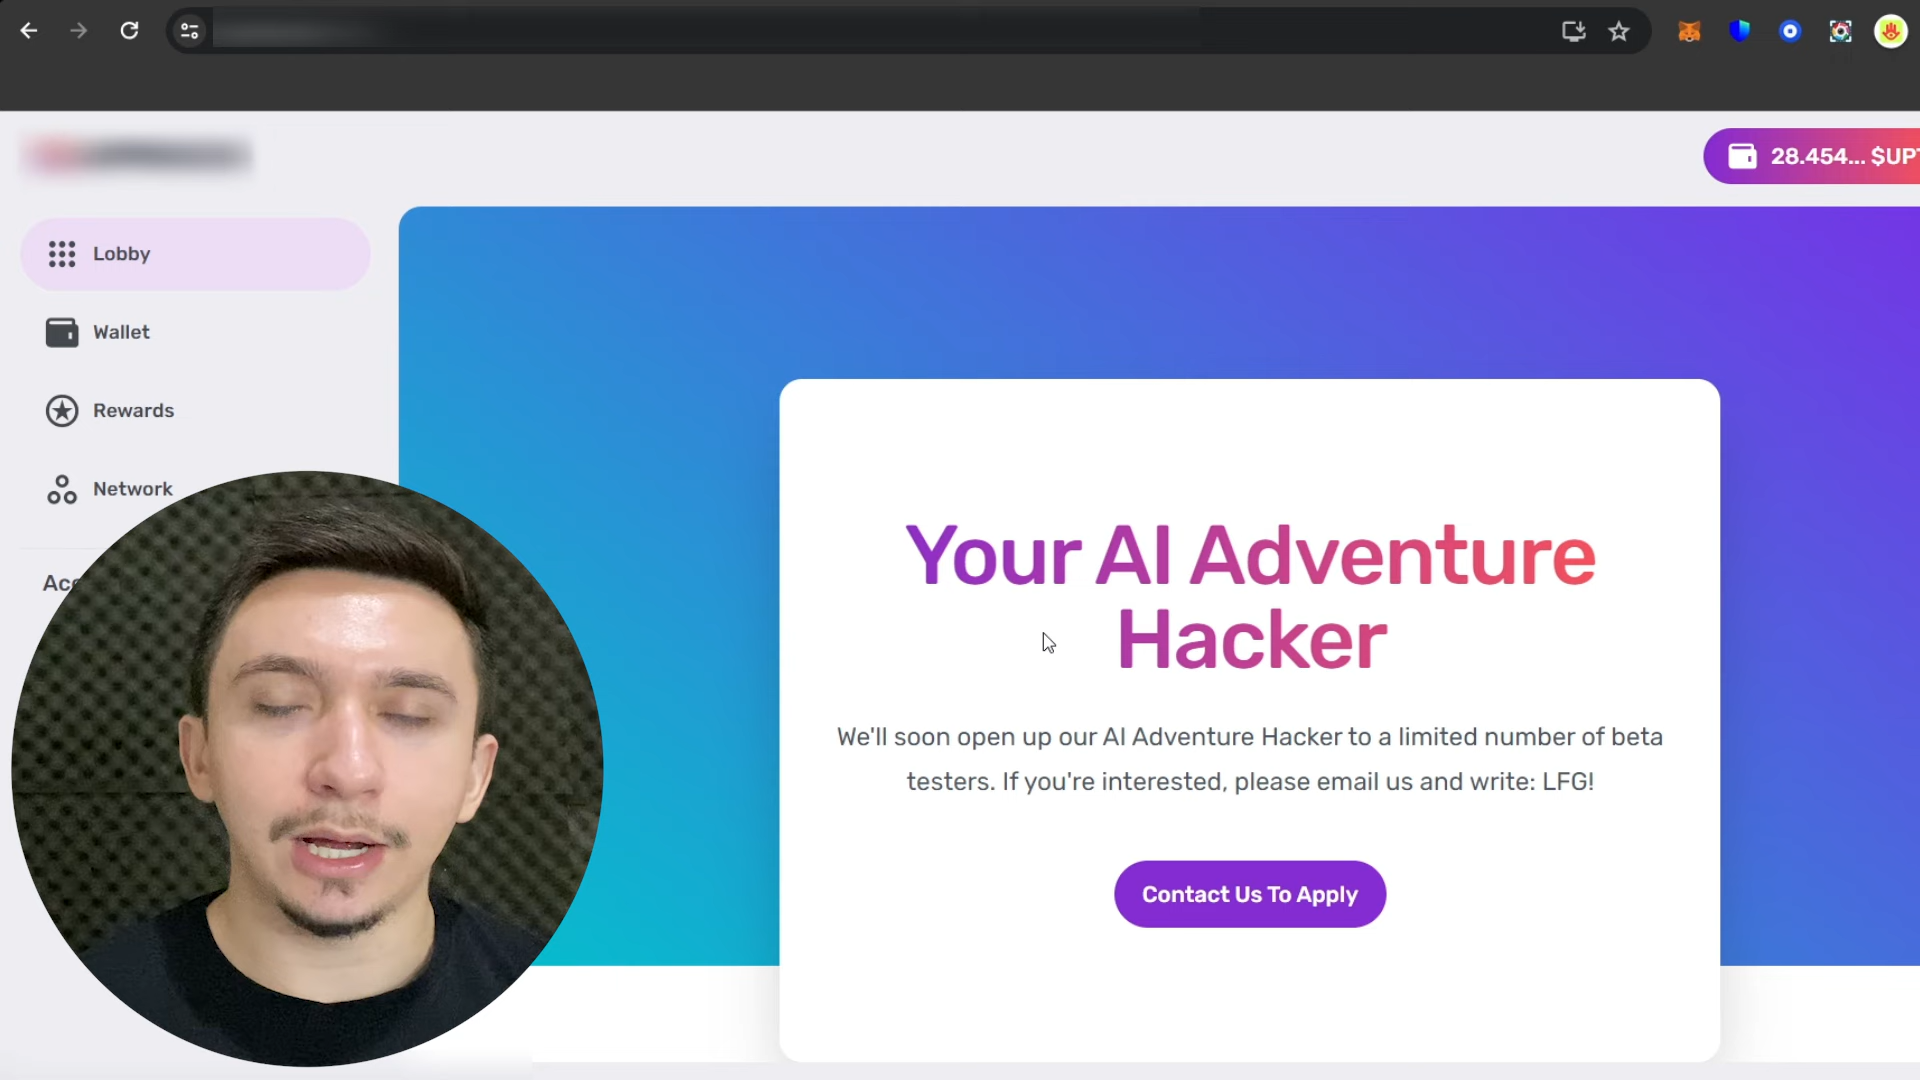 28.454... $UPT
Lobby
Wallet
Rewards
Network
Your AI Adventure
Hacker
We'll soon open up our AI Adventure Hacker to a limited number of beta
testers. If you're interested, please email us and write: LFG!
Contact Us To Apply